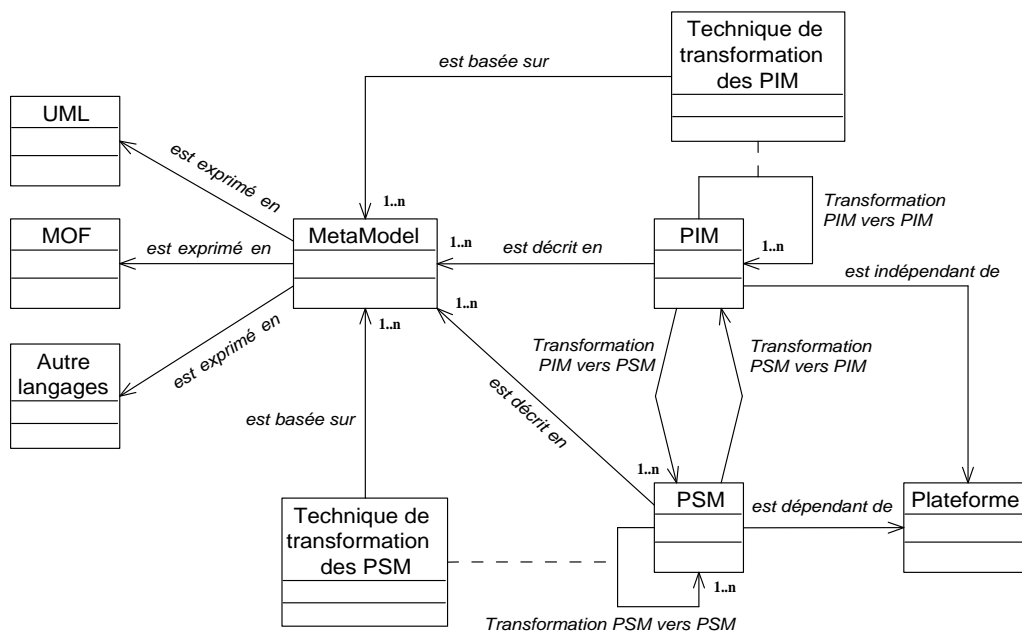 Technique de
transformation
des PIM
est basée sur
UML
est exprimé en
1..n
Transformation
PIM vers PIM
MOF
est exprimé en
MetaModel
1..n
est décrit en
PIM
1..n
est indépendant de
1..n
1..n
Autre
langages
est exprimé en
Transformation
PIM vers PSM
Transformation
PSM vers PIM
est basée sur
est décrit en
1..n
Technique de
transformation
des PSM
PSM
est dépendant de
Plateforme
1..n
Transformation PSM vers PSM